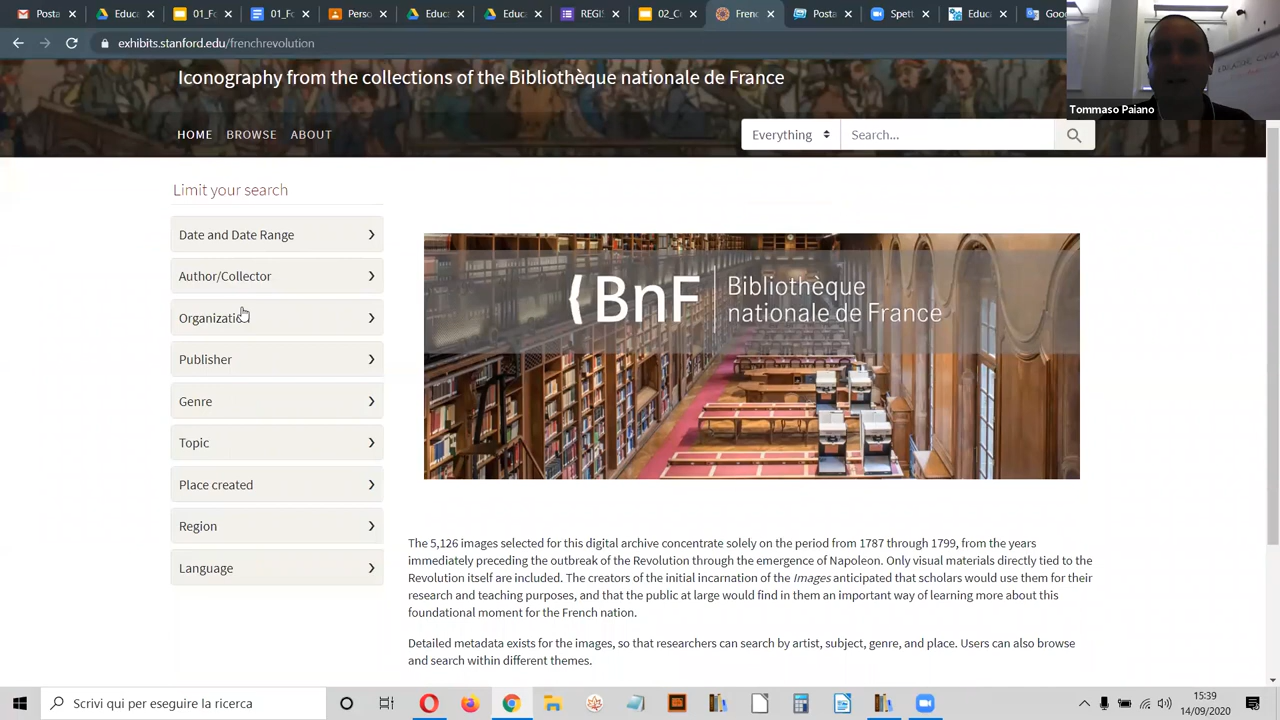 Posta
01_Fo
01_Fo
Perso
Educ
Educ
REGIS
02_Co
Frenc
Posta
Spett
Educ
Goo
exhibits.stanford.edu/frenchrevolution
Iconography from the collections of the Bibliothèque nationale de France
Tommaso Paiano
HOME BROWSE ABOUT
Everything Search...
Limit your search
Date and Date Range
Author/Collector
Organization
Publisher
Genre
Topic
Place created
Region
Language
BnF Bibliothèque
nationale de France
The 5,126 images selected for this digital archive concentrate solely on the period from 1787 through 1799, from the years
immediately preceding the outbreak of the Revolution through the emergence of Napoleon. Only visual materials directly tied to the
Revolution itself are included. The creators of the initial incarnation of the Images anticipated that scholars would use them for their
research and teaching purposes, and that the public at large would find in them an important way of learning more about this
foundational moment for the French nation.
Detailed metadata exists for the images, so that researchers can search by artist, subject, genre, and place. Users can also browse
and search within different themes.
Scrivi qui per eseguire la ricerca
15:39
14/09/2020